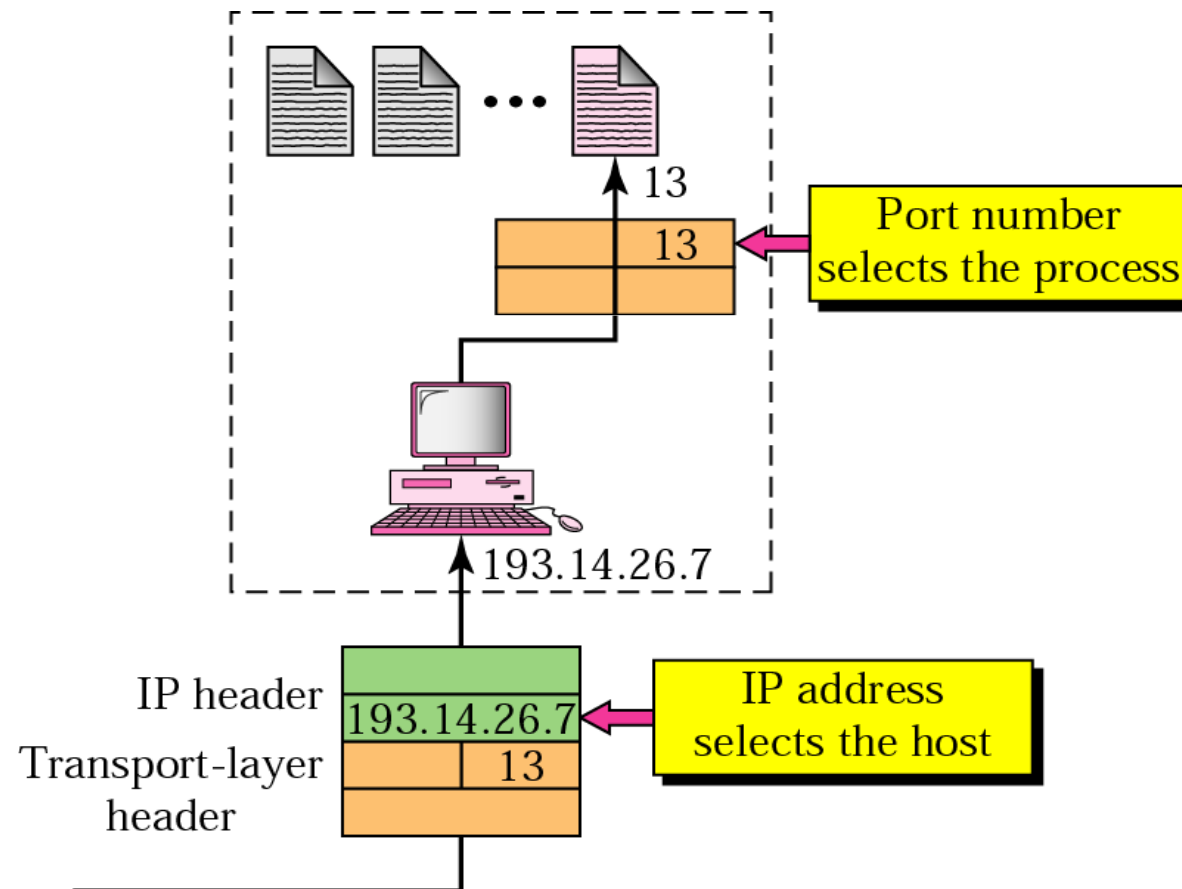 13
13
Port number
selects the process
193.14.26.7
IP header
193.14.26.7
IP address
selects the host
Transport-layer
header
13